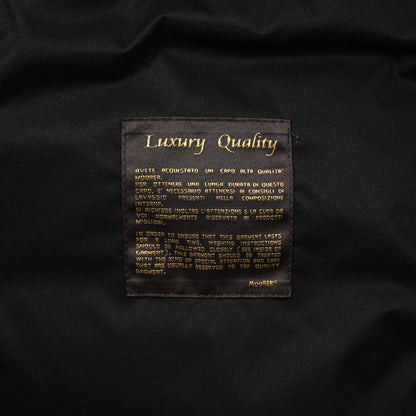 Luxury Quality
AVETE ACQUISTATO UN CAPO ALTA QUALITA'
MOORER.
PER OTTENERE UNA LUNGA DURATA DI QUESTO
CAPO, E' NECESSARIO ATTENERSI AI CONSIGLI DI
LAVAGGIO PRESENTI NELLA COMPOSIZIONE
INTERNO.
SI RICHIEDE INOLTRE L'ATTENZIONE E LA CURA DA
VOI NORMALMENTE RISERVATA AI PRODOTTI
MIGLIORI.
IN ORDER TO ENSURE THAT THIS GARMENT LASTS
FOR A LONG TIME, WASHING INSTRUCTIONS
SHOULD BE FOLLOWED CLOSELY (SEE INSIDE OF
GARMENT). THIS GARMENT SHOULD BE TREATED
WITH THE KIND OF SPECIAL ATTENTION AND CARE
THAT ARE USUALLY RESERVED TO TOP QUALITY
GARMENT.
MOORER®